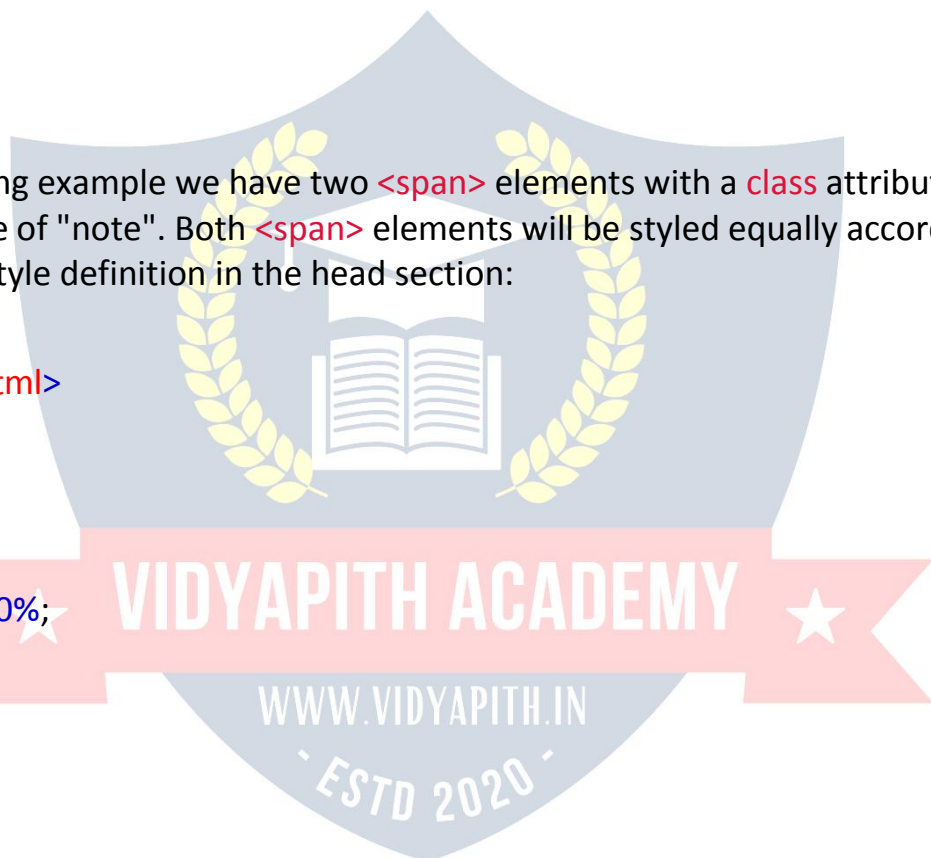 ng example we have two <span> elements with a class attribut
e of "note". Both <span> elements will be styled equally accor
tyle definition in the head section:
tml>
0%;
VIDYAPITH ACADEMY
WWW.VIDYAPITH.IN
- ESTD 2020 -